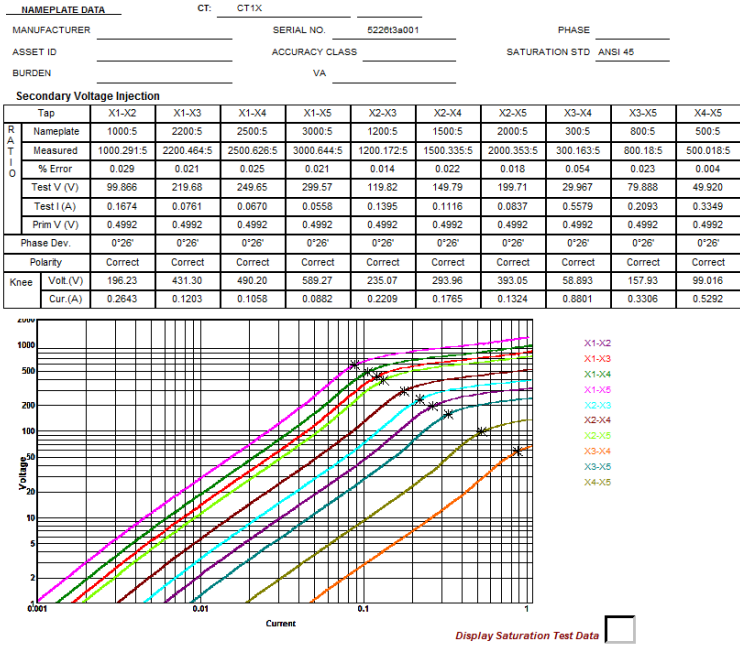 NAMEPLATE DATA CT: CT1X
MANUFACTURER SERIAL NO. 5226t3a001 PHASE
ASSET ID ACCURACY CLASS SATURATION STD ANSI 45
BURDEN VA
Secondary Voltage Injection
Tap X1-X2 X1-X3 X1-X4 X1-X5 X2-X3 X2-X4 X2-X5 X3-X4 X3-X5 X4-X5
RATIO
Nameplate 1000:5 2200:5 2500:5 3000:5 1200:5 1500:5 2000:5 300:5 800:5 500:5
Measured 1000.291:5 2200.464:5 2500.626:5 3000.644:5 1200.172:5 1500.335:5 2000.353:5 300.163:5 800.18:5 500.018:5
% Error 0.029 0.021 0.025 0.021 0.014 0.022 0.018 0.054 0.023 0.004
Test V (V) 99.866 219.68 249.65 299.57 119.82 149.79 199.71 29.967 79.888 49.920
Test I (A) 0.1674 0.0761 0.0670 0.0558 0.1395 0.1116 0.0837 0.5579 0.2093 0.3349
Prim V (V) 0.4992 0.4992 0.4992 0.4992 0.4992 0.4992 0.4992 0.4992 0.4992 0.4992
Phase Dev. 0°26' 0°26' 0°26' 0°26' 0°26' 0°26' 0°26' 0°26' 0°26' 0°26'
Polarity Correct Correct Correct Correct Correct Correct Correct Correct Correct Correct
Knee Volt.(V) 196.23 431.30 490.20 589.27 235.07 293.96 393.05 58.893 157.93 99.016
Cur.(A) 0.2643 0.1203 0.1058 0.0882 0.2209 0.1765 0.1324 0.8801 0.3306 0.5292
2000
1000
500
200
100
50
20
10
5
2
1
Voltage
0.001 0.01 0.1 1
Current
X1-X2
X1-X3
X1-X4
X1-X5
X2-X3
X2-X4
X2-X5
X3-X4
X3-X5
X4-X5
Display Saturation Test Data